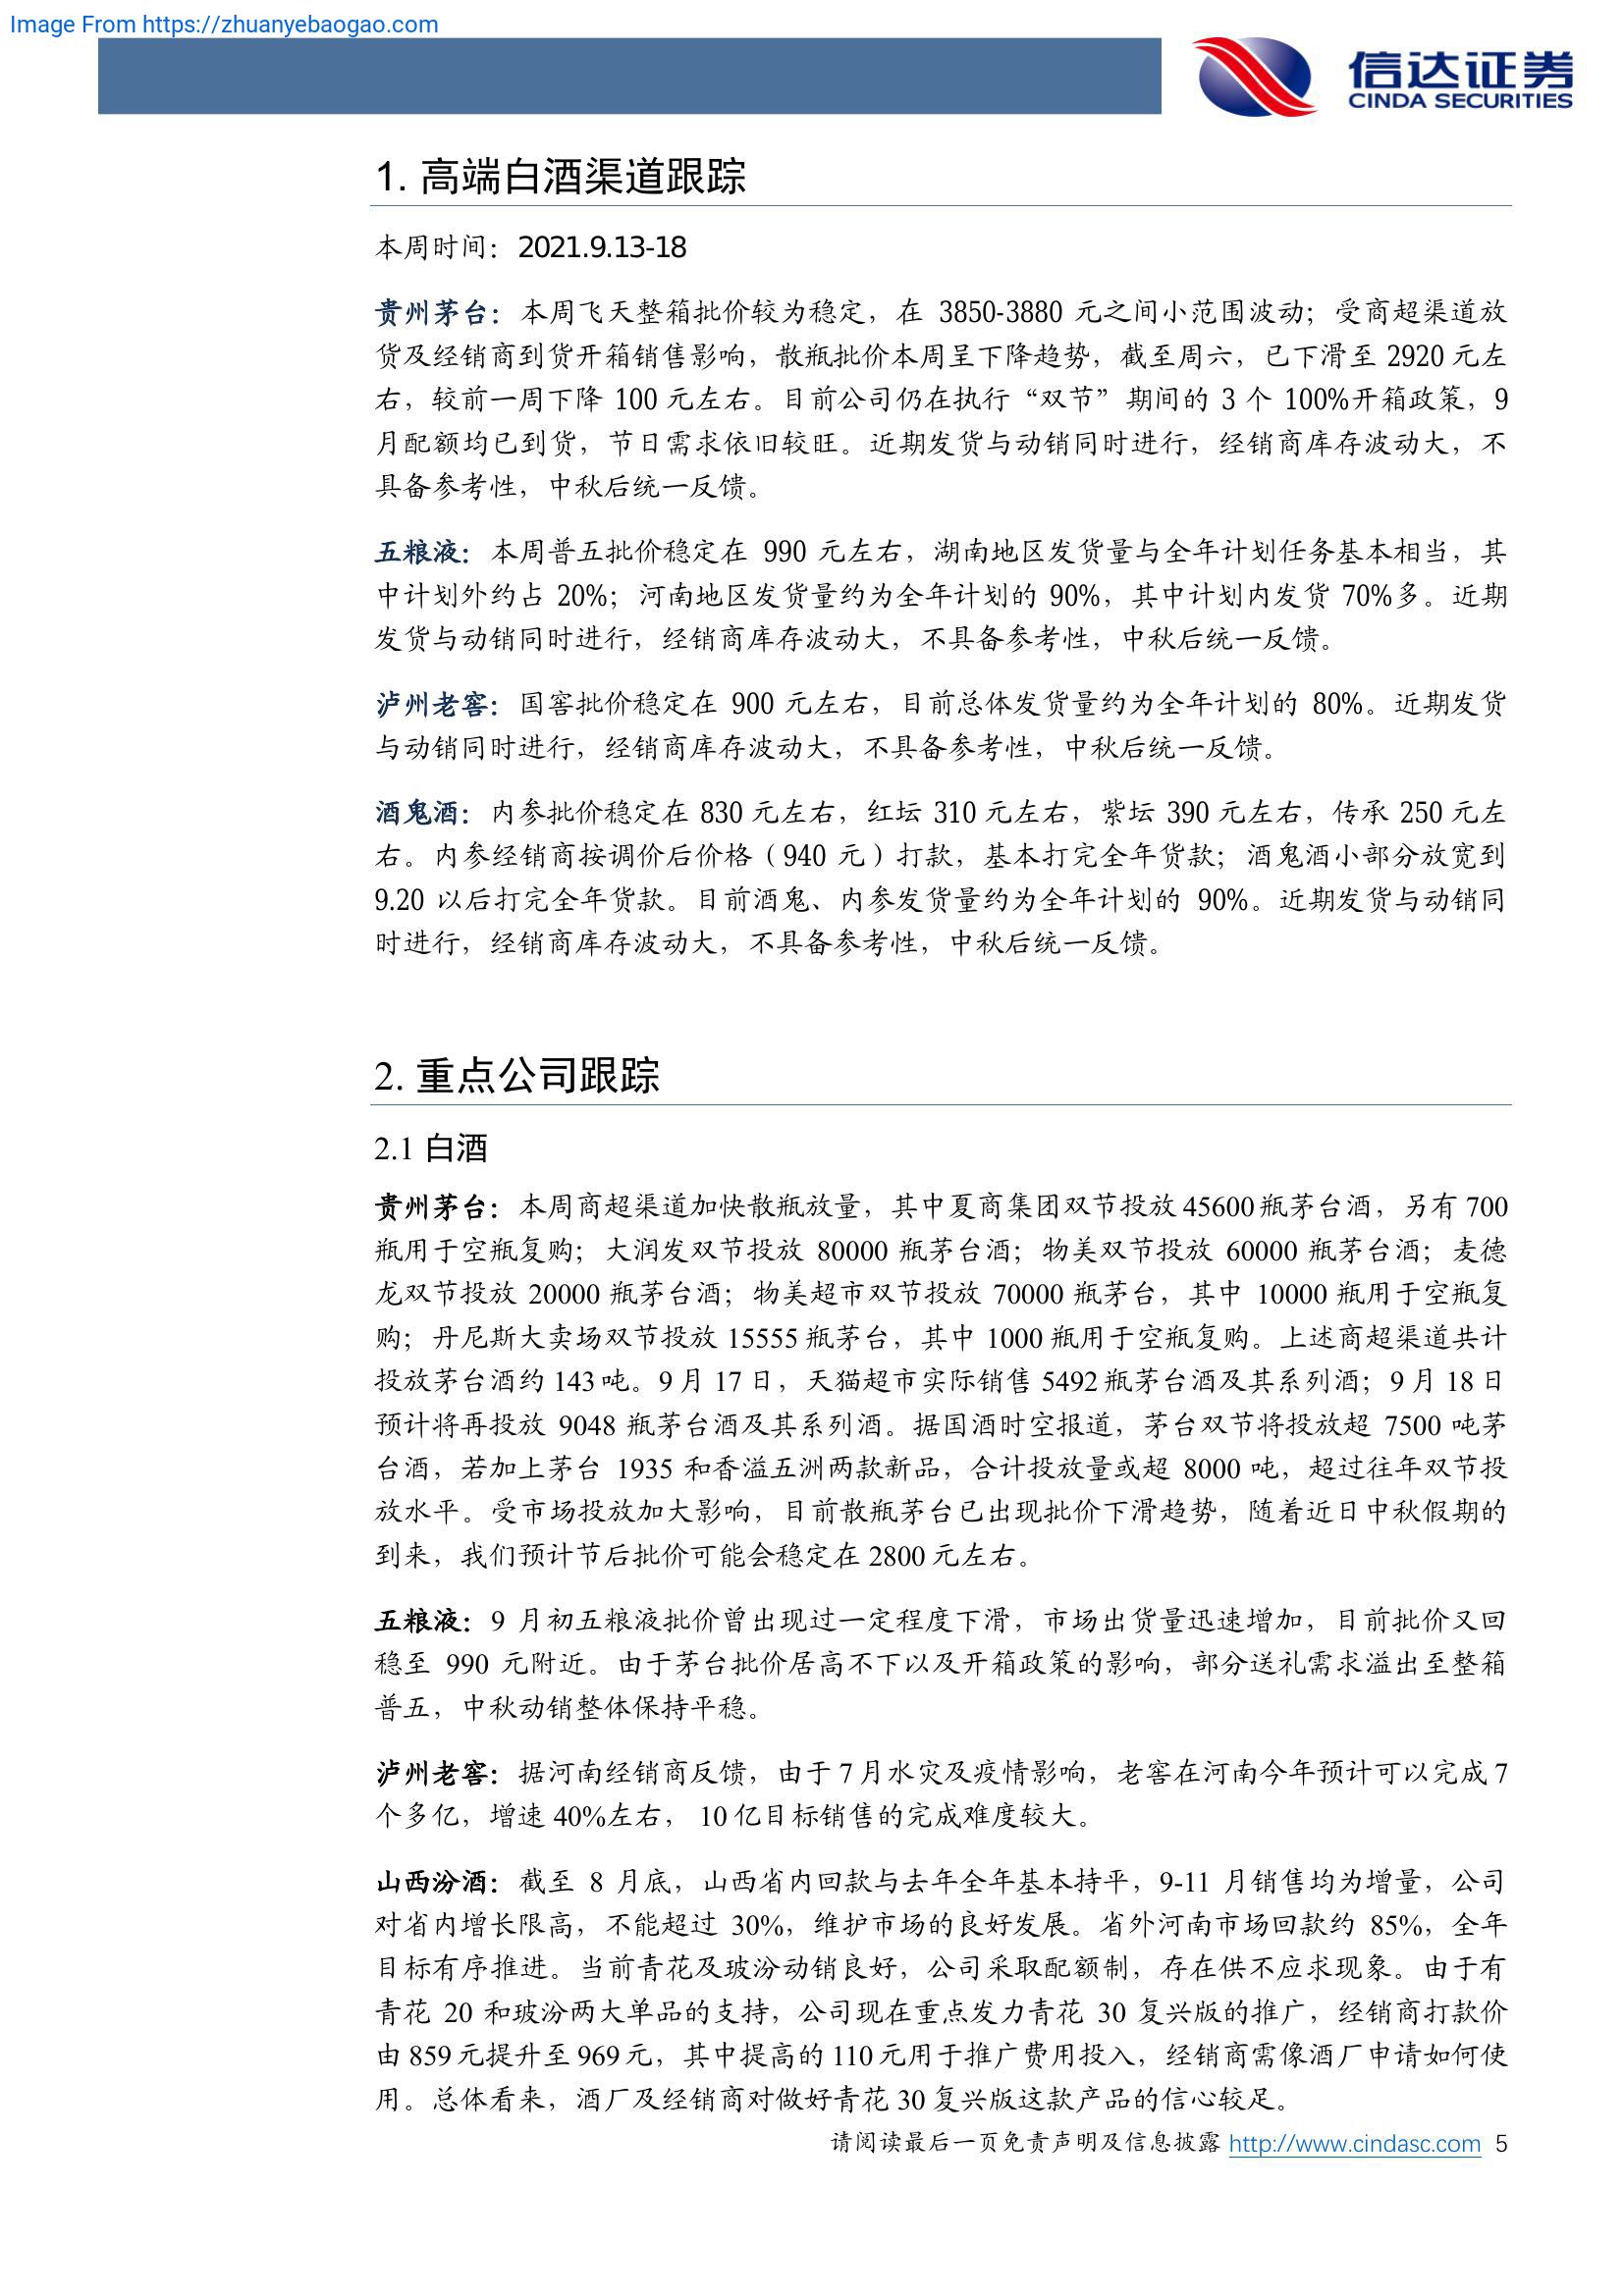 Image From https://zhuanyebaogao.com
信达证券
CINDA SECURITIES
1. 高端白酒渠道跟踪
本周时间：2021.9.13-18
贵州茅台：本周飞天整箱批价较为稳定，在 3850-3880 元之间小范围波动；受商超渠道放
货及经销商到货开箱销售影响，散瓶批价本周呈下降趋势，截至周六，已下滑至 2920 元左
右，较前一周下降 100 元左右。目前公司仍在执行“双节”期间的 3 个 100%开箱政策，9
月配额均已到货，节日需求依旧较旺。近期发货与动销同时进行，经销商库存波动大，不
具备参考性，中秋后统一反馈。
五粮液：本周普五批价稳定在 990 元左右，湖南地区发货量与全年计划任务基本相当，其
中计划外约占 20%；河南地区发货量约为全年计划的 90%，其中计划内发货 70%多。近期
发货与动销同时进行，经销商库存波动大，不具备参考性，中秋后统一反馈。
泸州老窖：国窖批价稳定在 900 元左右，目前总体发货量约为全年计划的 80%。近期发货
与动销同时进行，经销商库存波动大，不具备参考性，中秋后统一反馈。
酒鬼酒：内参批价稳定在 830 元左右，红坛 310 元左右，紫坛 390 元左右，传承 250 元左
右。内参经销商按调价后价格（940 元）打款，基本打完全年货款；酒鬼酒小部分放宽到
9.20 以后打完全年货款。目前酒鬼、内参发货量约为全年计划的 90%。近期发货与动销同
时进行，经销商库存波动大，不具备参考性，中秋后统一反馈。
2. 重点公司跟踪
2.1 白酒
贵州茅台：本周商超渠道加快散瓶放量，其中夏商集团双节投放 45600 瓶茅台酒，另有 700
瓶用于空瓶复购；大润发双节投放 80000 瓶茅台酒；物美双节投放 60000 瓶茅台酒；麦德
龙双节投放 20000 瓶茅台酒；物美超市双节投放 70000 瓶茅台，其中 10000 瓶用于空瓶复
购；丹尼斯大卖场双节投放 15555 瓶茅台，其中 1000 瓶用于空瓶复购。上述商超渠道共计
投放茅台酒约 143 吨。9 月 17 日，天猫超市实际销售 5492 瓶茅台酒及其系列酒；9 月 18 日
预计将再投放 9048 瓶茅台酒及其系列酒。据国酒时空报道，茅台双节将投放超 7500 吨茅
台酒，若加上茅台 1935 和香溢五洲两款新品，合计投放量或超 8000 吨，超过往年双节投
放水平。受市场投放加大影响，目前散瓶茅台已出现批价下滑趋势，随着近日中秋假期的
到来，我们预计节后批价可能会稳定在 2800 元左右。
五粮液：9 月初五粮液批价曾出现过一定程度下滑，市场出货量迅速增加，目前批价又回
稳至 990 元附近。由于茅台批价居高不下以及开箱政策的影响，部分送礼需求溢出至整箱
普五，中秋动销整体保持平稳。
泸州老窖：据河南经销商反馈，由于 7 月水灾及疫情影响，老窖在河南今年预计可以完成 7
个多亿，增速 40%左右， 10 亿目标销售的完成难度较大。
山西汾酒：截至 8 月底，山西省内回款与去年全年基本持平，9-11 月销售均为增量，公司
对省内增长限高，不能超过 30%，维护市场的良好发展。省外河南市场回款约 85%，全年
目标有序推进。当前青花及玻汾动销良好，公司采取配额制，存在供不应求现象。由于有
青花 20 和玻汾两大单品的支持，公司现在重点发力青花 30 复兴版的推广，经销商打款价
由 859 元提升至 969 元，其中提高的 110 元用于推广费用投入，经销商需像酒厂申请如何使
用。总体看来，酒厂及经销商对做好青花 30 复兴版这款产品的信心较足。
请阅读最后一页免责声明及信息披露 http://www.cindasc.com 5